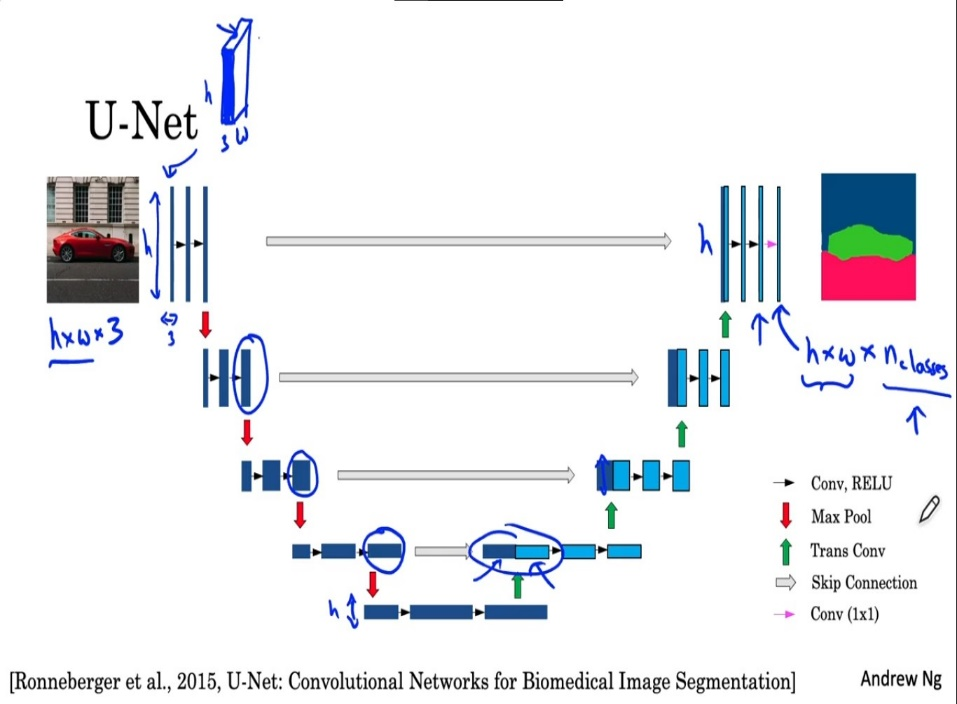 h
3 w
U-Net
h
3
h×w×3
h
h×w×nclasses
h
Conv, RELU
Max Pool
Trans Conv
Skip Connection
Conv (1x1)
[Ronneberger et al., 2015, U-Net: Convolutional Networks for Biomedical Image Segmentation]
Andrew Ng